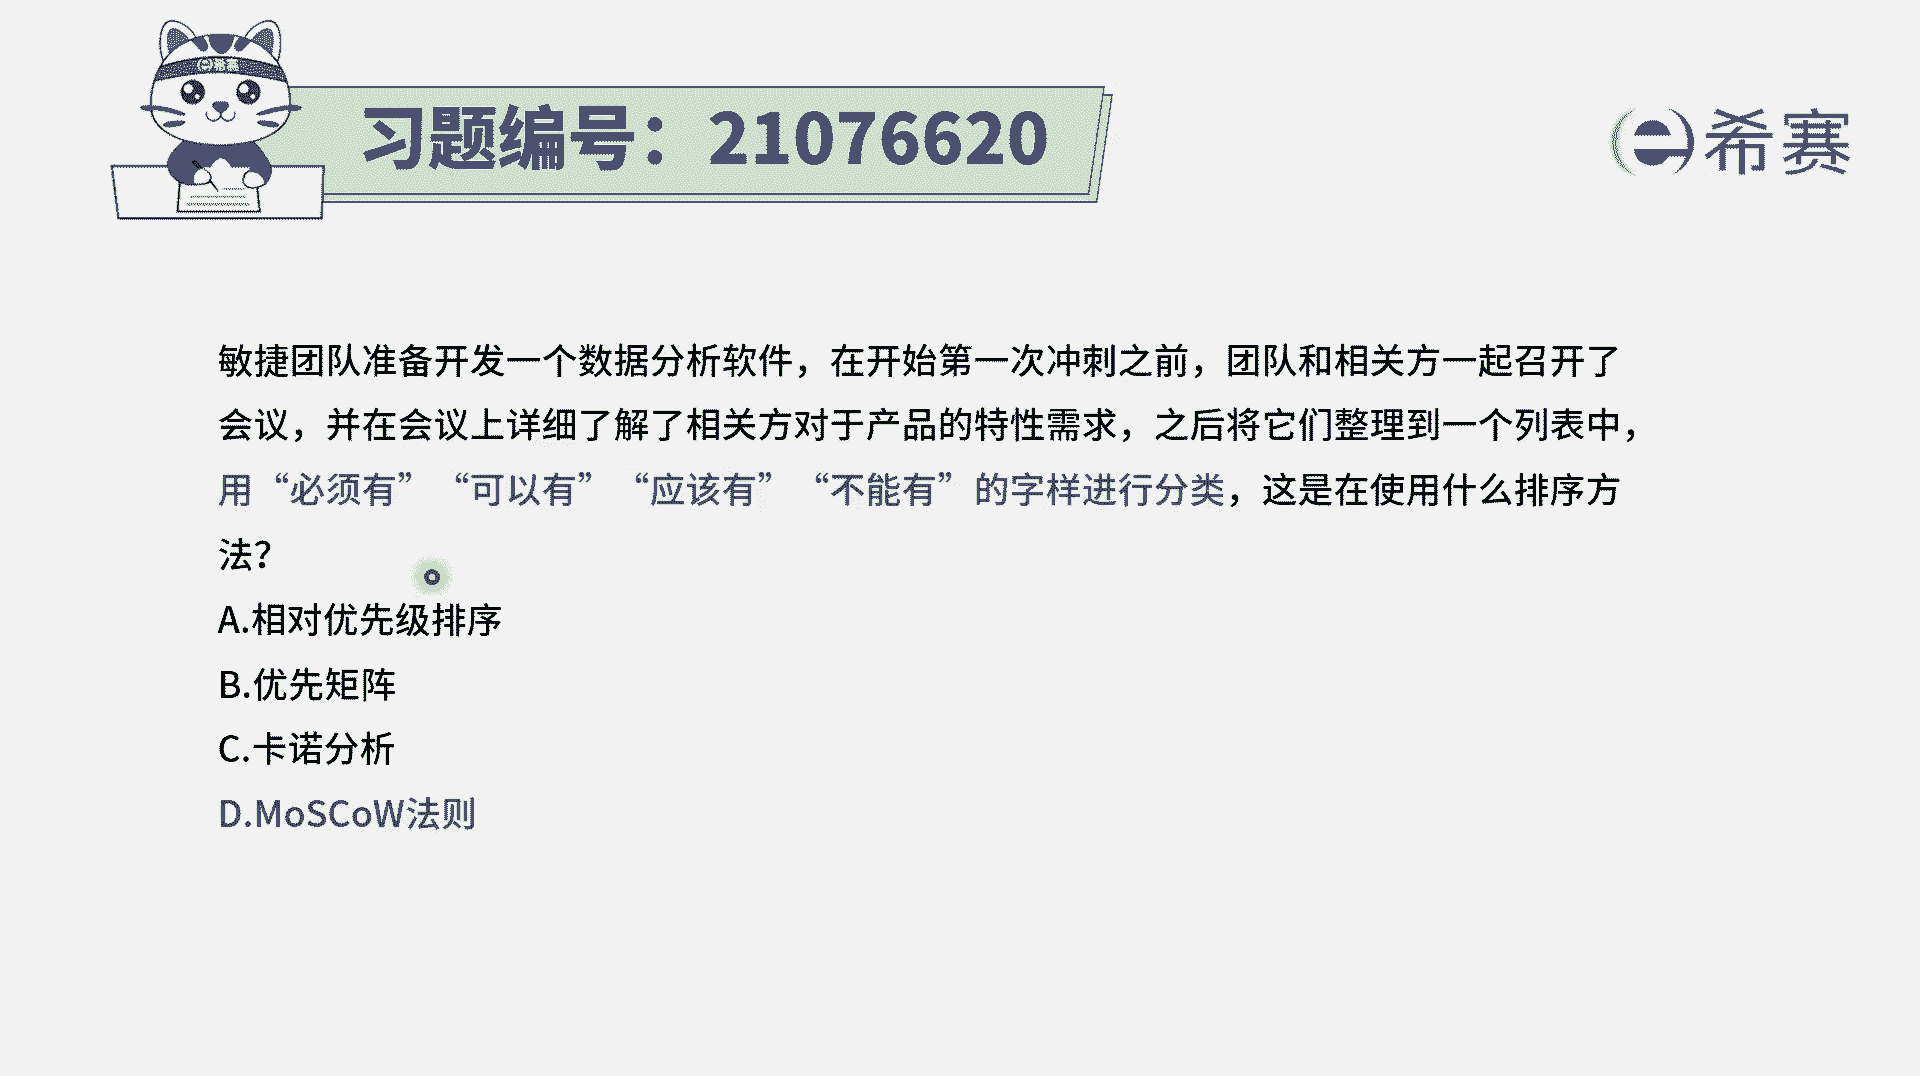 希赛
习题编号：21076620
希赛
敏捷团队准备开发一个数据分析软件，在开始第一次冲刺之前，团队和相关方一起召开了
会议，并在会议上详细了解了相关方对于产品的特性需求，之后将它们整理到一个列表中，
用“必须有”“可以有”“应该有”“不能有”的字样进行分类，这是在使用什么排序方
法？
A.相对优先级排序
B.优先矩阵
C.卡诺分析
D.MoSCoW法则